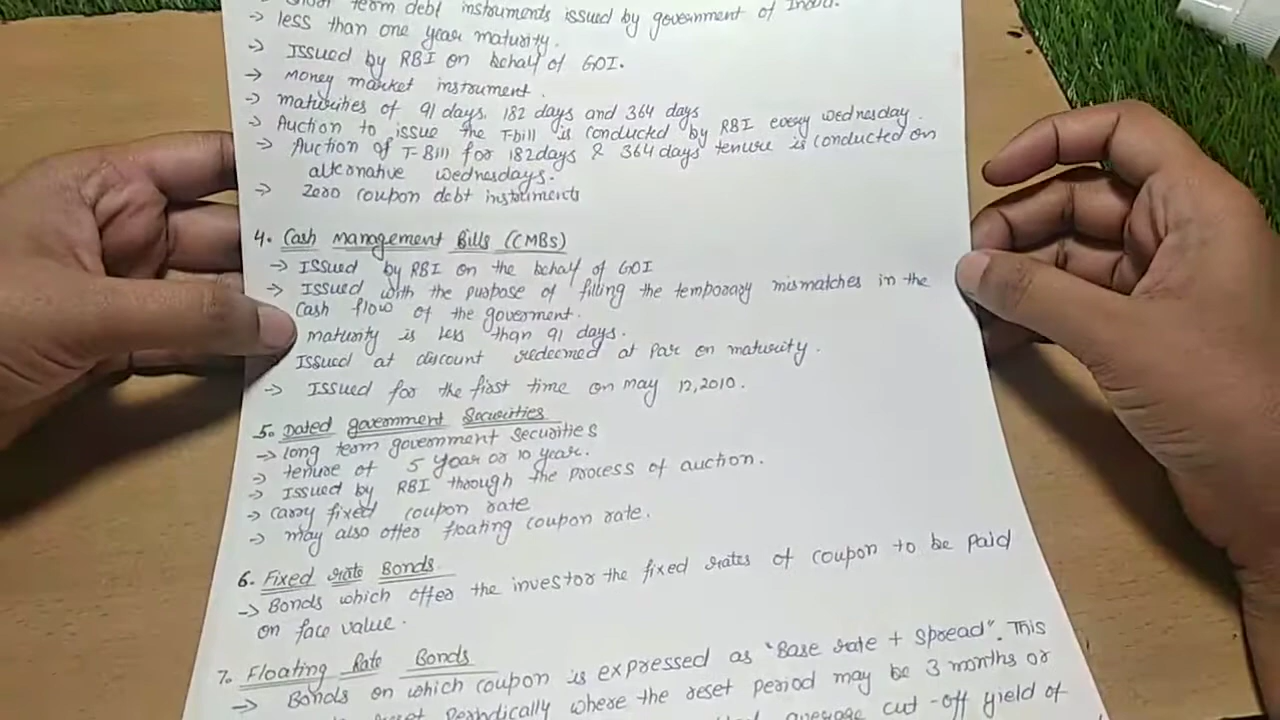 term debt instruments issued by government of India.
-> less than one year maturity.
-> Issued by RBI on behalf of GOI.
-> Money market instrument.
-> maturities of 91 days, 182 days and 364 days
-> Auction to issue the T-bill is conducted by RBI every wednesday.
-> Auction of T-Bill for 182days & 364days tenure is conducted on
alternative wednesdays.
-> Zero coupon debt instruments
4. Cash Management Bills (CMBs)
-> Issued by RBI on the behalf of GOI
-> Issued with the purpose of filling the temporary mismatches in the
Cash flow of the goverment.
maturity is less than 91 days.
Issued at discount redeemed at par on maturity.
-> Issued for the first time on may 12,2010.
5. Dated government Securities
-> long term government securities
-> tenure of 5 year or 10 year.
-> Issued by RBI through the process of auction.
-> carry fixed coupon rate
-> may also offer floating coupon rate.
6. Fixed rate Bonds
-> Bonds which offer the investor the fixed rates of coupon to be paid
on face value.
7. Floating Rate Bonds
-> Bonds on which coupon is expressed as "Base rate + spread". This
reset periodically where the reset period may be 3 months or
average cut-off yield of